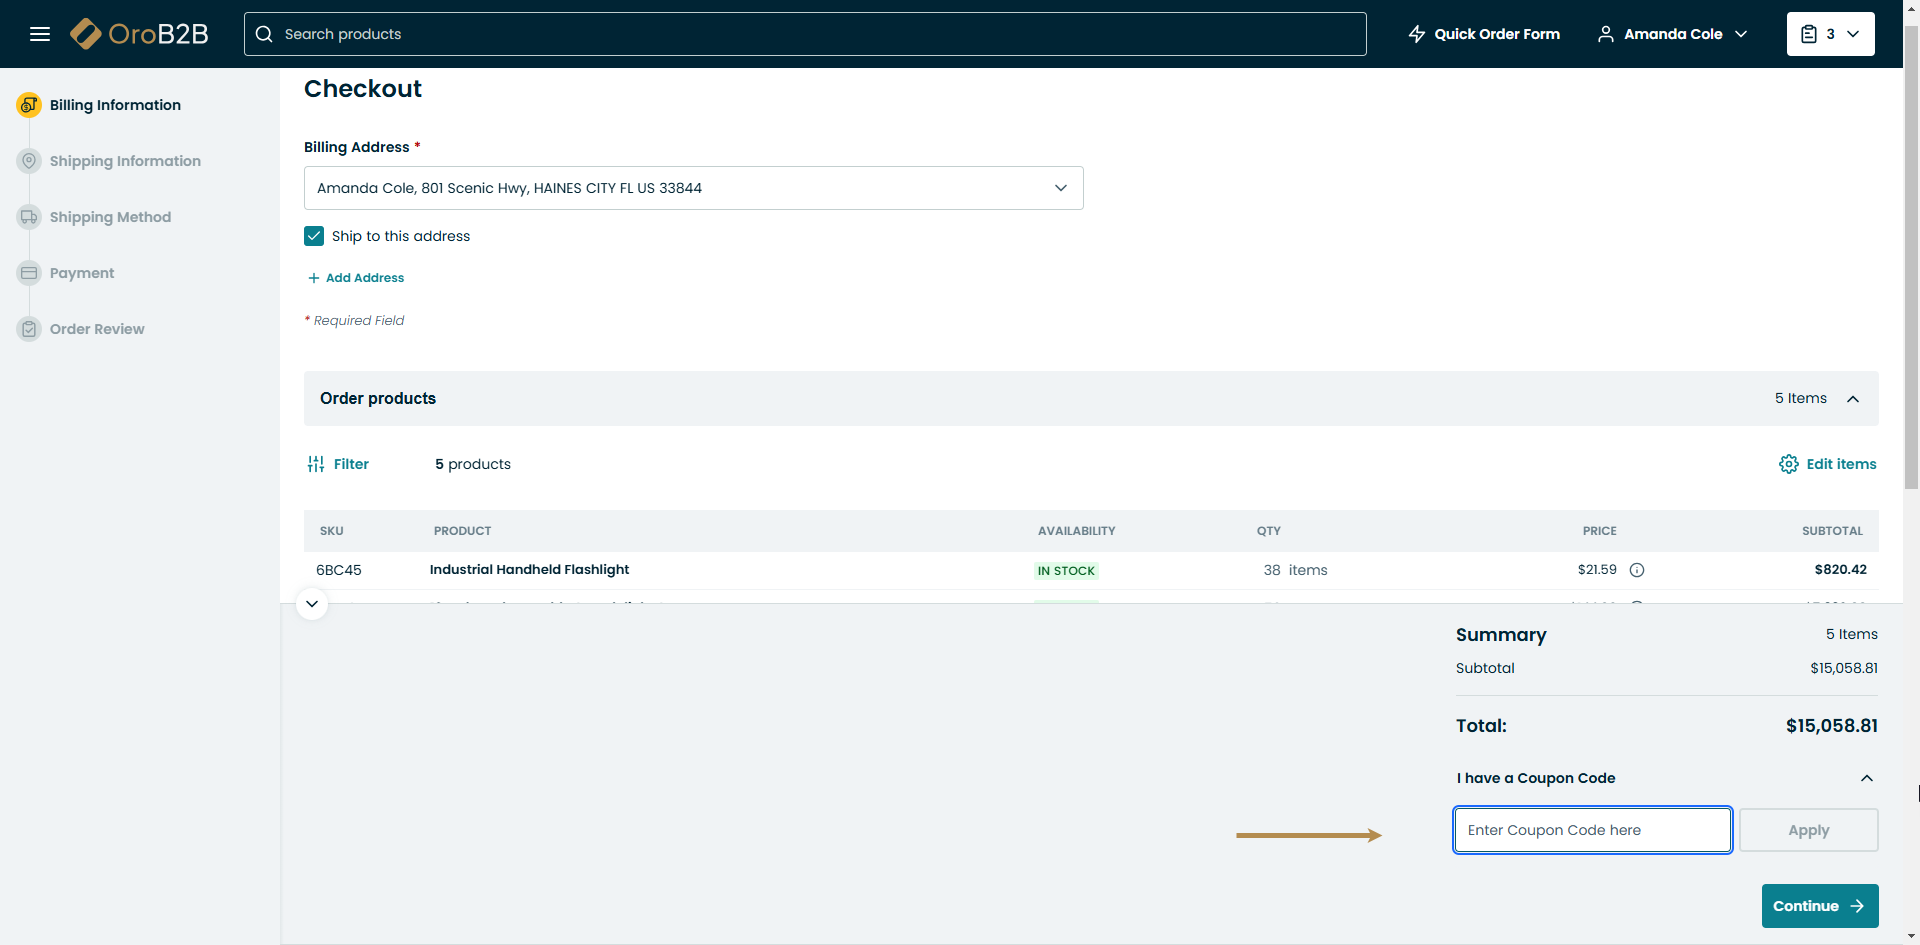 OroB2B
Search products
Quick Order Form
Amanda Cole
3
Billing Information
Shipping Information
Shipping Method
Payment
Order Review
Checkout
Billing Address *
Amanda Cole, 801 Scenic Hwy, HAINES CITY FL US 33844
Ship to this address
+ Add Address
* Required Field
Order products
5 Items
Filter
5 products
Edit items
SKU PRODUCT AVAILABILITY QTY PRICE SUBTOTAL
6BC45 Industrial Handheld Flashlight IN STOCK 38 items $21.59 $820.42
Summary 5 Items
Subtotal $15,058.81
Total: $15,058.81
I have a Coupon Code
Enter Coupon Code here
Apply
Continue